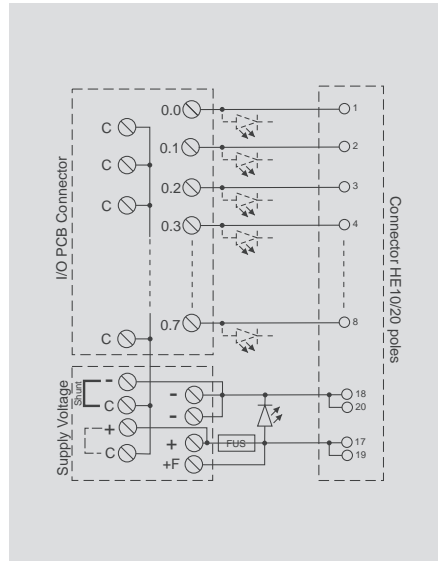 0.0
1
C
0.1
2
C
0.2
3
C
0.3
4
I/O PCB Connector
Connector HE10/20 poles
0.7
8
C
Supply Voltage
Shunt
-
C
+
C
-
-
+
+F
FUS
18
20
17
19